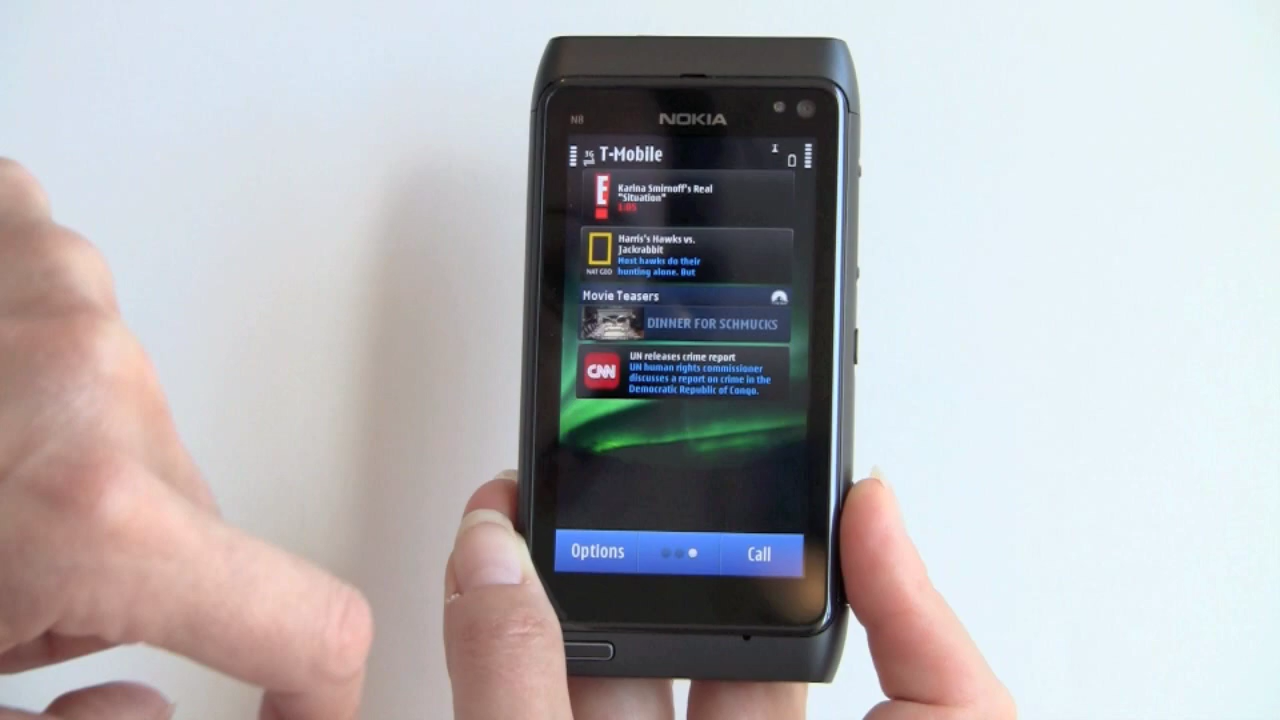 N8
NOKIA
3G
T-Mobile
E!
Karina Smirnoff's Real
"Situation"
1:05
Harris's Hawks vs.
Jackrabbit
Most hawks do their
hunting alone. But
NAT GEO
Movie Teasers
DINNER FOR SCHMUCKS
CNN
UN releases crime report
UN human rights commissioner
discusses a report on crime in the
Democratic Republic of Congo.
Options
Call